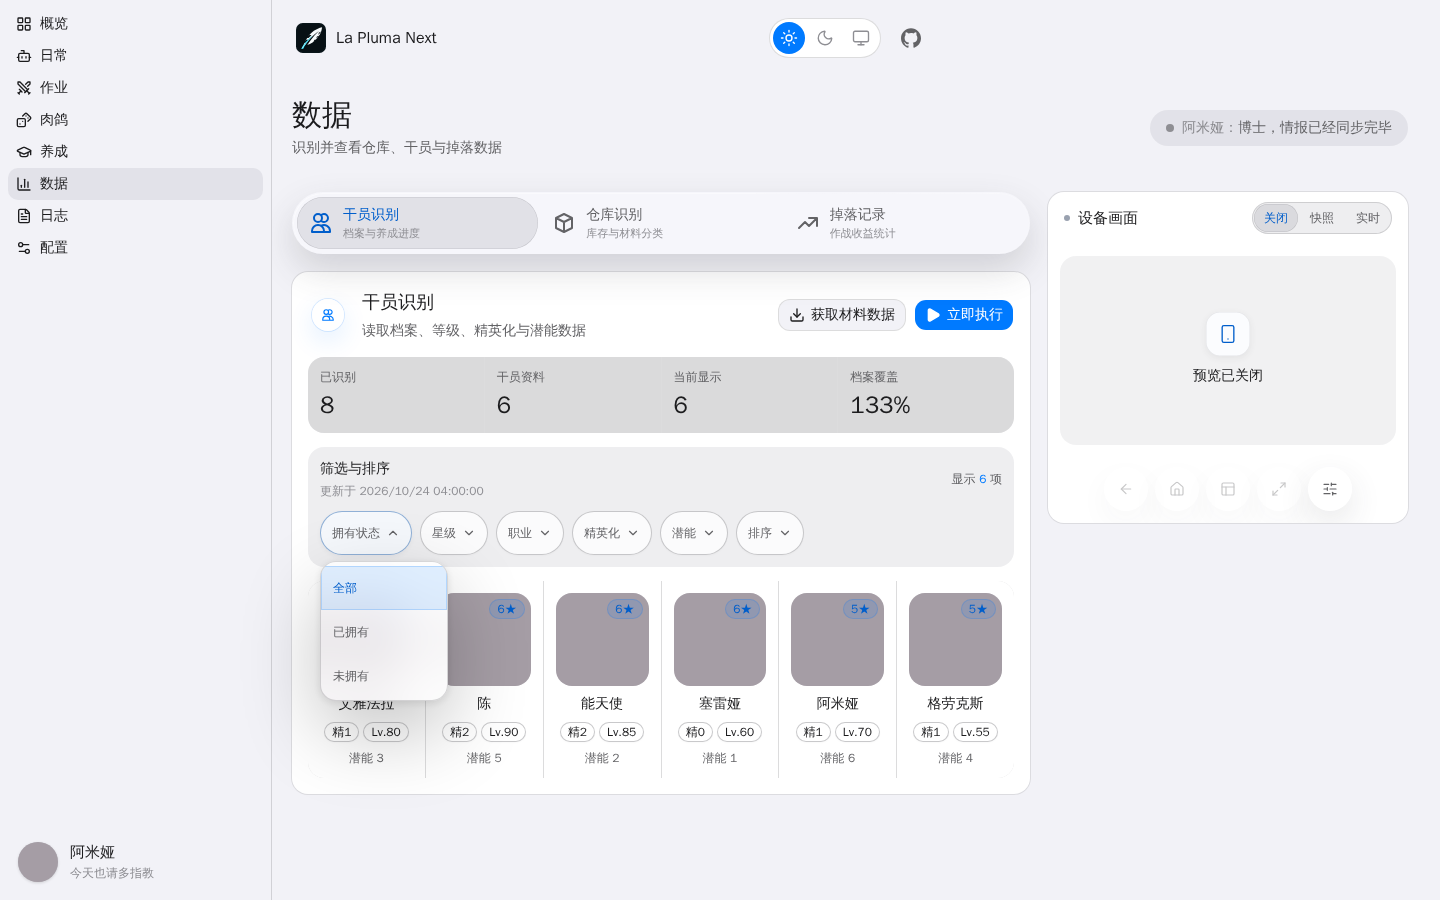 概览
日常
作业
肉鸽
养成
数据
日志
配置
阿米娅
今天也请多指教
La Pluma Next
数据
识别并查看仓库、干员与掉落数据
阿米娅：博士，情报已经同步完毕
干员识别
档案与养成进度
仓库识别
库存与材料分类
掉落记录
作战收益统计
干员识别
读取档案、等级、精英化与潜能数据
获取材料数据
立即执行
已识别
8
干员资料
6
当前显示
6
档案覆盖
133%
筛选与排序
更新于 2026/10/24 04:00:00
显示 6 项
拥有状态
星级
职业
精英化
潜能
排序
全部
已拥有
未拥有
6★
6★
6★
5★
5★
艾雅法拉
陈
能天使
塞雷娅
阿米娅
格劳克斯
精1 Lv.80
精2 Lv.90
精2 Lv.85
精0 Lv.60
精1 Lv.70
精1 Lv.55
潜能 3
潜能 5
潜能 2
潜能 1
潜能 6
潜能 4
设备画面
关闭
快照
实时
预览已关闭